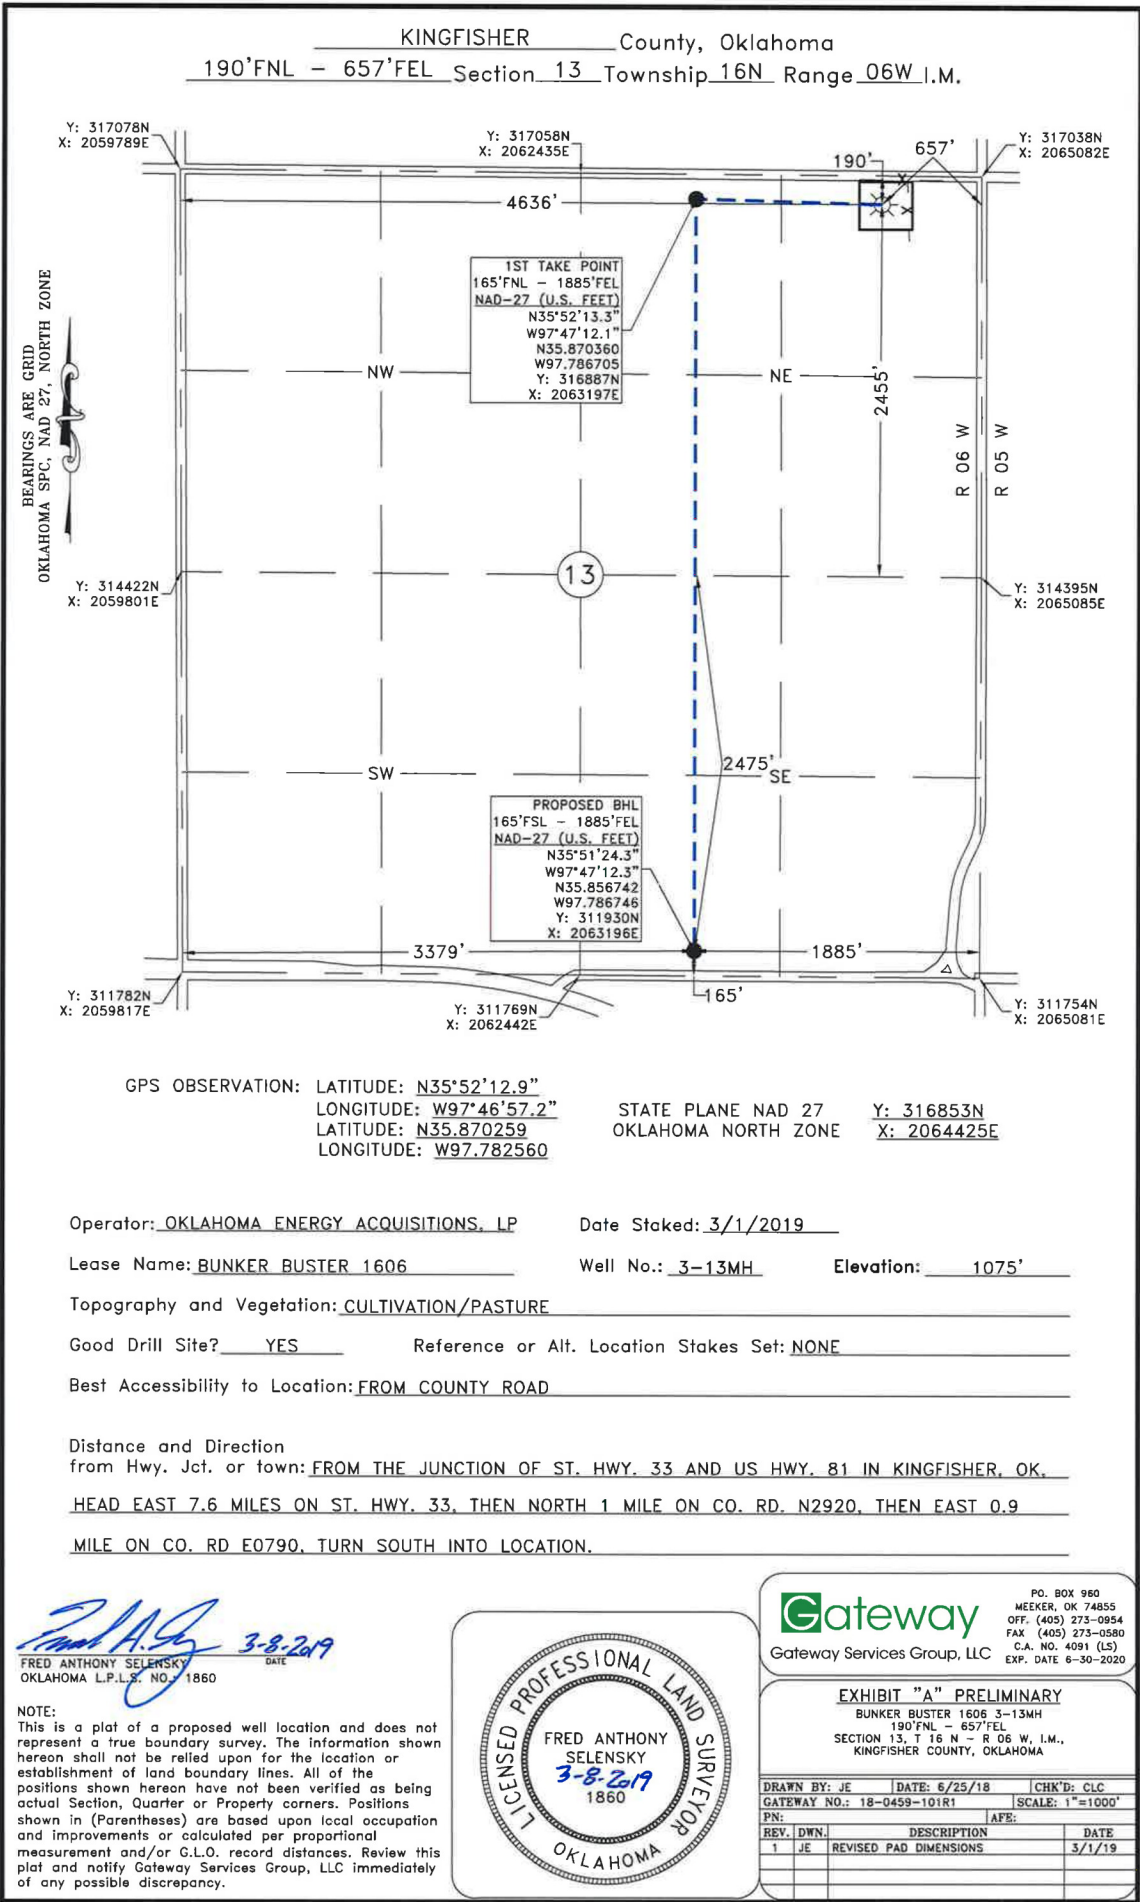 KINGFISHER County, Oklahoma
190'FNL - 657'FEL Section 13 Township 16N Range 06W I.M.
Y: 317078N
X: 2059789E
Y: 317058N
X: 2062435E
Y: 317038N
X: 2065082E
190'
657'
4636'
1ST TAKE POINT
165'FNL - 1885'FEL
NAD-27 (U.S. FEET)
N35°52'13.3"
W97°47'12.1"
N35.870360
W97.786705
Y: 316887N
X: 2063197E
BEARINGS ARE GRID
OKLAHOMA SPC, NAD 27, NORTH ZONE
NW
NE
2455'
R 06 W
R 05 W
13
Y: 314422N
X: 2059801E
Y: 314395N
X: 2065085E
SW
2475'
SE
PROPOSED BHL
165'FSL - 1885'FEL
NAD-27 (U.S. FEET)
N35°51'24.3"
W97°47'12.3"
N35.856742
W97.786746
Y: 311930N
X: 2063196E
3379'
1885'
165'
Y: 311782N
X: 2059817E
Y: 311769N
X: 2062442E
Y: 311754N
X: 2065081E
GPS OBSERVATION: LATITUDE: N35°52'12.9"
LONGITUDE: W97°46'57.2"
LATITUDE: N35.870259
LONGITUDE: W97.782560
STATE PLANE NAD 27 Y: 316853N
OKLAHOMA NORTH ZONE X: 2064425E
Operator: OKLAHOMA ENERGY ACQUISITIONS, LP Date Staked: 3/1/2019
Lease Name: BUNKER BUSTER 1606 Well No.: 3-13MH Elevation: 1075'
Topography and Vegetation: CULTIVATION/PASTURE
Good Drill Site? YES Reference or Alt. Location Stakes Set: NONE
Best Accessibility to Location: FROM COUNTY ROAD
Distance and Direction
from Hwy. Jct. or town: FROM THE JUNCTION OF ST. HWY. 33 AND US HWY. 81 IN KINGFISHER, OK,
HEAD EAST 7.6 MILES ON ST. HWY. 33, THEN NORTH 1 MILE ON CO. RD. N2920, THEN EAST 0.9
MILE ON CO. RD E0790, TURN SOUTH INTO LOCATION.
3-8-2019
FRED ANTHONY SELENSKY DATE
OKLAHOMA L.P.L.S. NO. 1860
NOTE:
This is a plat of a proposed well location and does not
represent a true boundary survey. The information shown
hereon shall not be relied upon for the location or
establishment of land boundary lines. All of the
positions shown hereon have not been verified as being
actual Section, Quarter or Property corners. Positions
shown in (Parentheses) are based upon local occupation
and improvements or calculated per proportional
measurement and/or G.L.O. record distances. Review this
plat and notify Gateway Services Group, LLC immediately
of any possible discrepancy.
LICENSED PROFESSIONAL LAND SURVEYOR
FRED ANTHONY
SELENSKY
3-8-2019
1860
OKLAHOMA
Gateway
Gateway Services Group, LLC
PO. BOX 960
MEEKER, OK 74855
OFF. (405) 273-0954
FAX (405) 273-0580
C.A. NO. 4091 (LS)
EXP. DATE 6-30-2020
EXHIBIT "A" PRELIMINARY
BUNKER BUSTER 1606 3-13MH
190'FNL - 657'FEL
SECTION 13, T 16 N - R 06 W, I.M.,
KINGFISHER COUNTY, OKLAHOMA
DRAWN BY: JE DATE: 6/25/18 CHK'D: CLC
GATEWAY NO.: 18-0459-101R1 SCALE: 1"=1000'
PN: AFE:
REV. DWN. DESCRIPTION DATE
1 JE REVISED PAD DIMENSIONS 3/1/19